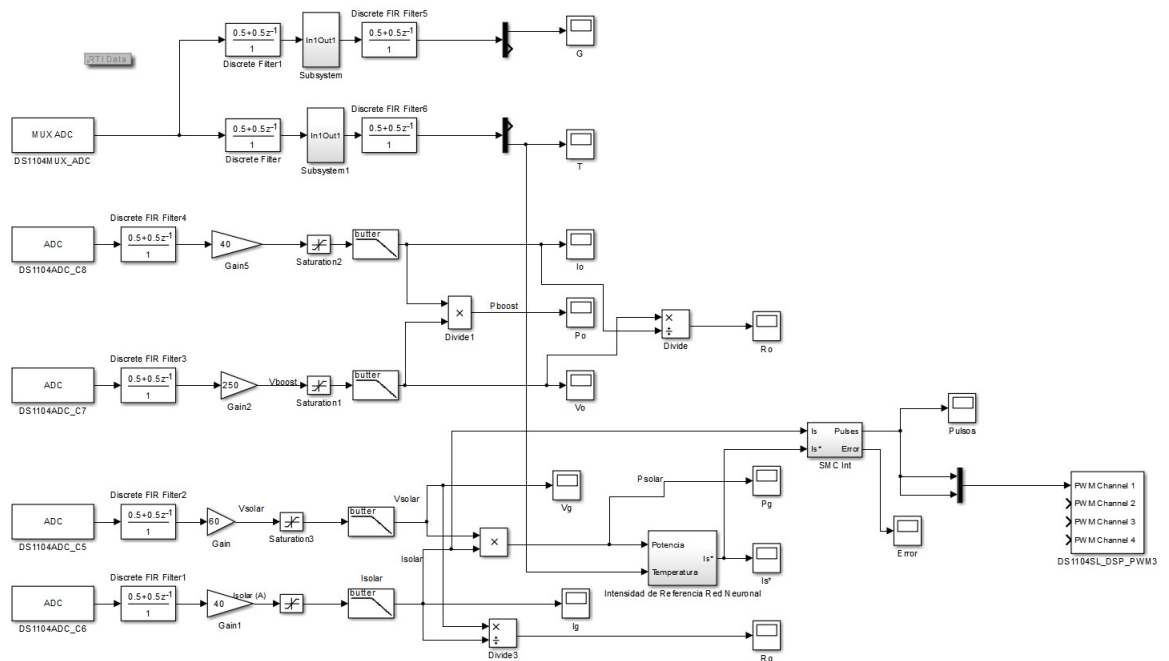 Discrete FIR Filter5
0.5+0.5z⁻¹
1
Discrete Filter1
In1Out1
Subsystem
0.5+0.5z⁻¹
1
G
RTI Data
Discrete FIR Filter6
MUX ADC
DS1104MUX_ADC
0.5+0.5z⁻¹
1
Discrete Filter
In1Out1
Subsystem1
0.5+0.5z⁻¹
1
T
Discrete FIR Filter4
ADC
DS1104ADC_C8
0.5+0.5z⁻¹
1
40
Gain5
Saturation2
butter
Io
Pboost
×
Divide1
Po
×
÷
Divide
Ro
Discrete FIR Filter3
ADC
DS1104ADC_C7
0.5+0.5z⁻¹
1
250
Gain2
Vboost
Saturation1
butter
Vo
Is
Is*
Pulses
Error
SMC Int
Pulsos
Discrete FIR Filter2
ADC
DS1104ADC_C5
0.5+0.5z⁻¹
1
60
Gain
Vsolar
Saturation3
butter
Vsolar
Vg
Psolar
Pg
Error
PWM Channel 1
PWM Channel 2
PWM Channel 3
PWM Channel 4
DS1104SL_DSP_PWM3
×
Isolar
Potencia
Temperatura
Is*
Intensidad de Referencia Red Neuronal
Is*
Discrete FIR Filter1
ADC
DS1104ADC_C6
0.5+0.5z⁻¹
1
40
Gain1
Isolar (A)
butter
Isolar
Ig
×
÷
Divide3
Rg